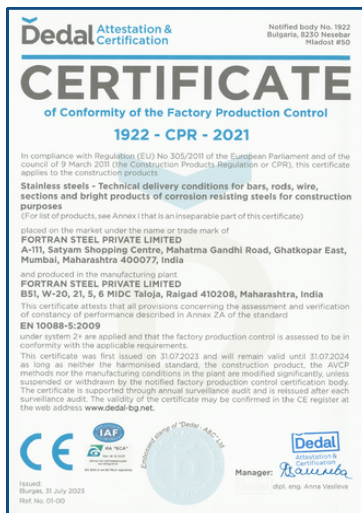 Dedal Attestation &
Certification
Notified body No. 1922
Bulgaria, 8230 Nesebar
Mladost #50
CERTIFICATE
of Conformity of the Factory Production Control
1922 - CPR - 2021
In compliance with Regulation (EU) No 305/2011 of the European Parliament and of the
council of 9 March 2011 (the Construction Products Regulation or CPR), this certificate
applies to the construction products
Stainless steels - Technical delivery conditions for bars, rods, wire,
sections and bright products of corrosion resisting steels for construction
purposes
(For list of products, see Annex I that is an inseparable part of this certificate)
placed on the market under the name or trade mark of
FORTRAN STEEL PRIVATE LIMITED
A-111, Satyam Shopping Centre, Mahatma Gandhi Road, Ghatkopar East,
Mumbai, Maharashtra 400077, India
and produced in the manufacturing plant
FORTRAN STEEL PRIVATE LIMITED
B51, W-20, 21, 5, 6 MIDC Taloja, Raigad 410208, Maharashtra, India
This certificate attests that all provisions concerning the assessment and verification
of constancy of performance described in Annex ZA of the standard
EN 10088-5:2009
under system 2+ are applied and that the factory production control is assessed to be in
conformity with the applicable requirements.
This certificate was first issued on 31.07.2023 and will remain valid until 31.07.2024
as long as neither the harmonised standard, the construction product, the AVCP
methods nor the manufacturing conditions in the plant are modified significantly, unless
suspended or withdrawn by the notified factory production control certification body.
The certificate is supported through annual surveillance audit and is reissued after each
surveillance audit. The validity of the certificate may be confirmed in the CE register at
the web address www.dedal-bg.net.
CE
IAF
Embossed stamp of "Dedal - A&C" Ltd
Dedal
Attestation &
Certification
Manager:
dipl. eng. Anna Vasileva
Issued:
Burgas, 31 July 2023
Ref. No. 01-00